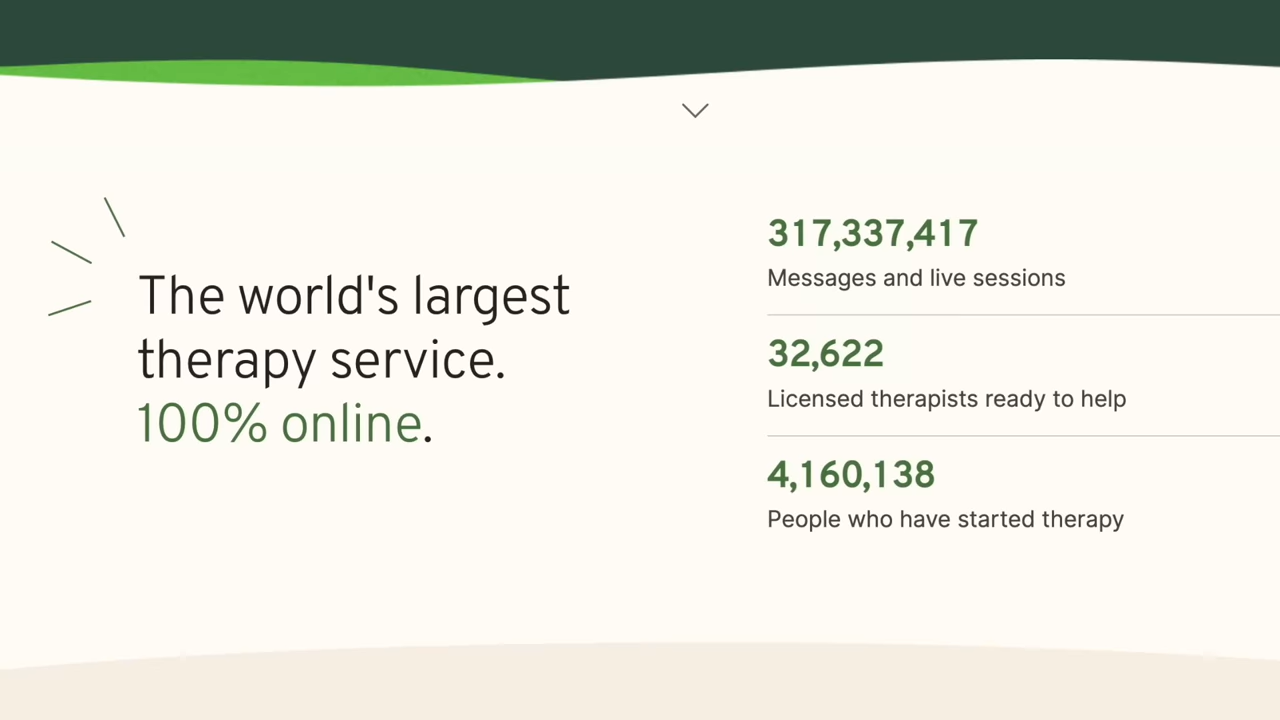 The world's largest
therapy service.
100% online.
317,337,417
Messages and live sessions
32,622
Licensed therapists ready to help
4,160,138
People who have started therapy